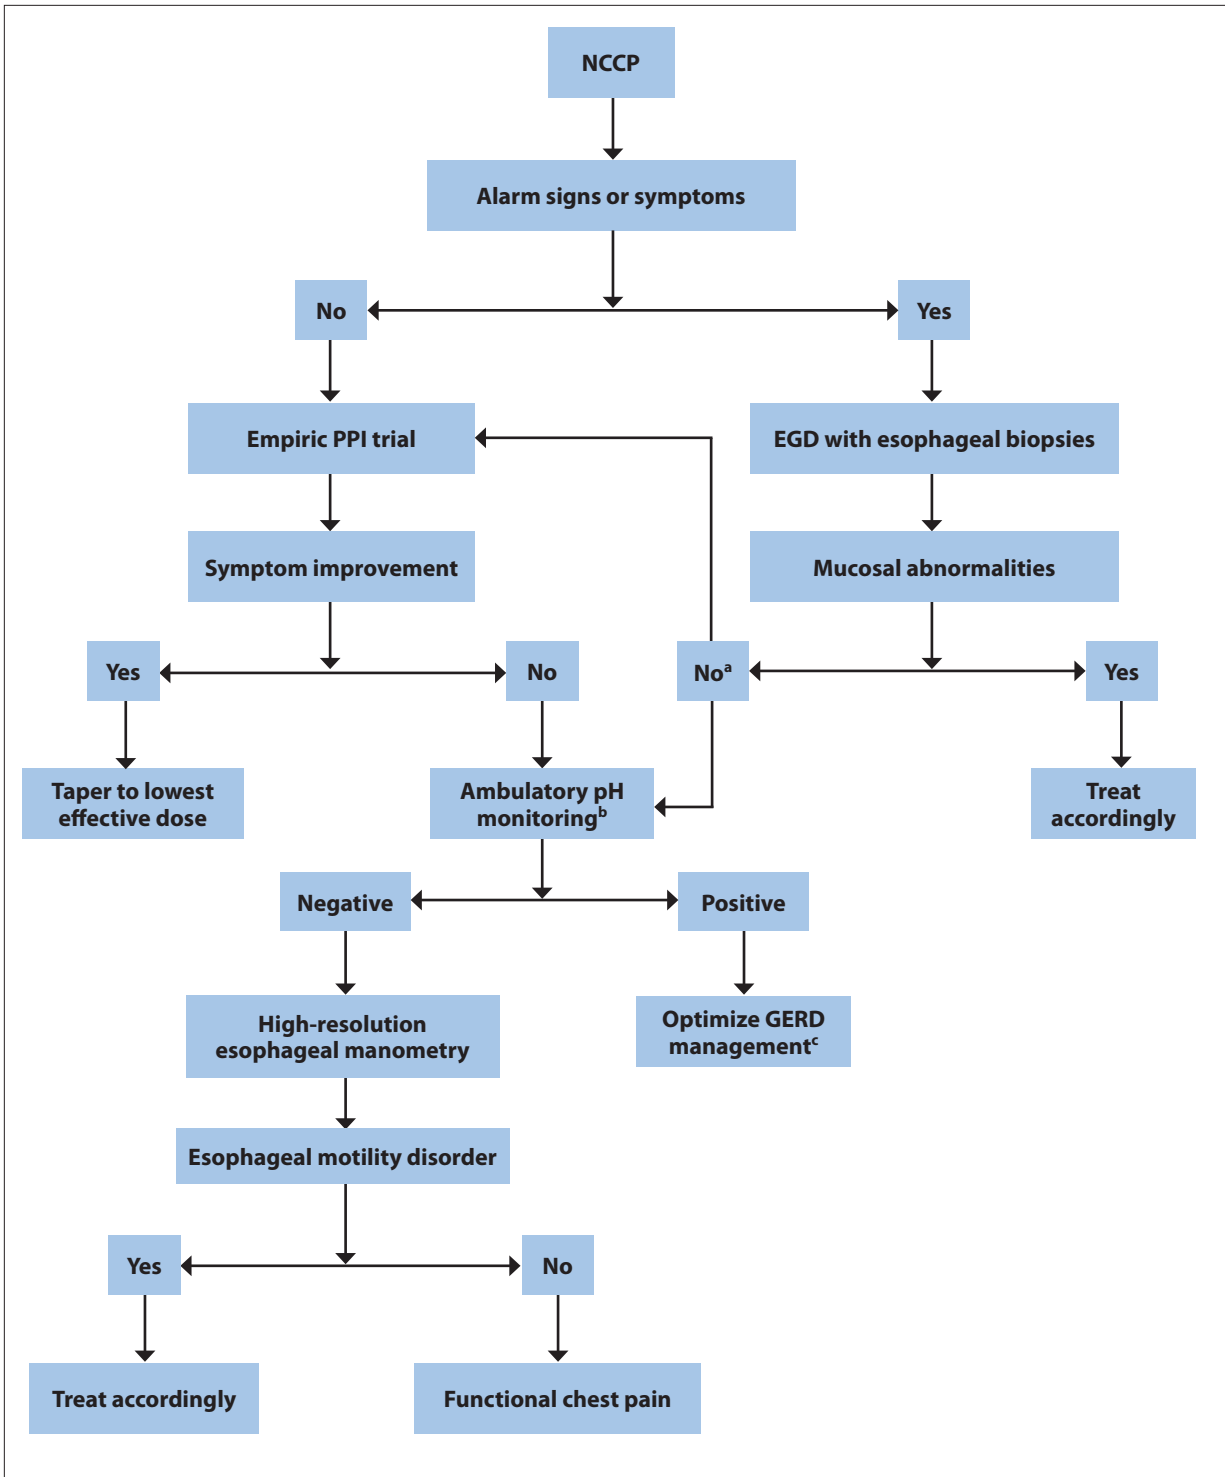 NCCP
Alarm signs or symptoms
No
Yes
Empiric PPI trial
EGD with esophageal biopsies
Symptom improvement
Mucosal abnormalities
Yes
No
Noᵃ
Yes
Taper to lowest
effective dose
Ambulatory pH
monitoringᵇ
Treat
accordingly
Negative
Positive
High-resolution
esophageal manometry
Optimize GERD
managementᶜ
Esophageal motility disorder
Yes
No
Treat accordingly
Functional chest pain